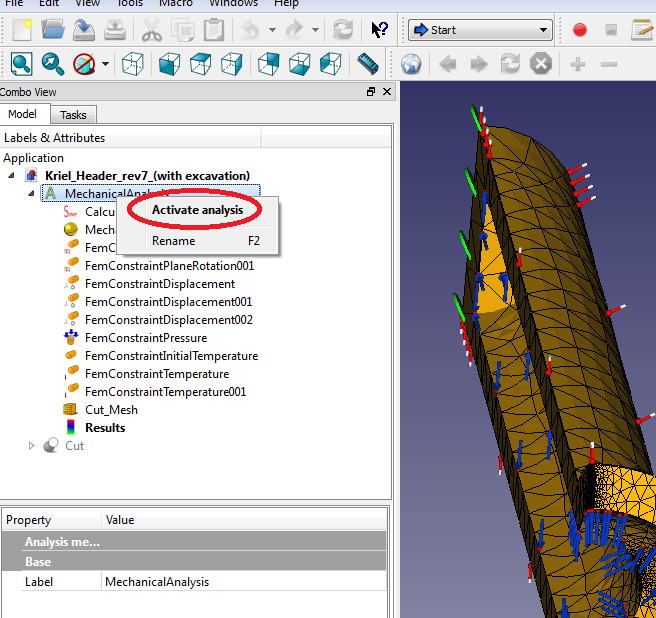 File Edit View Tools Macro Windows Help
Start
Combo View
Model Tasks
Labels & Attributes
Application
Kriel_Header_rev7_(with excavation)
MechanicalAnalysis
Activate analysis
Calcu
Rename F2
Mecha
FemC
FemConstraintPlaneRotation001
FemConstraintDisplacement
FemConstraintDisplacement001
FemConstraintDisplacement002
FemConstraintPressure
FemConstraintInitialTemperature
FemConstraintTemperature
FemConstraintTemperature001
Cut_Mesh
Results
Cut
Property Value
Analysis me...
Base
Label MechanicalAnalysis